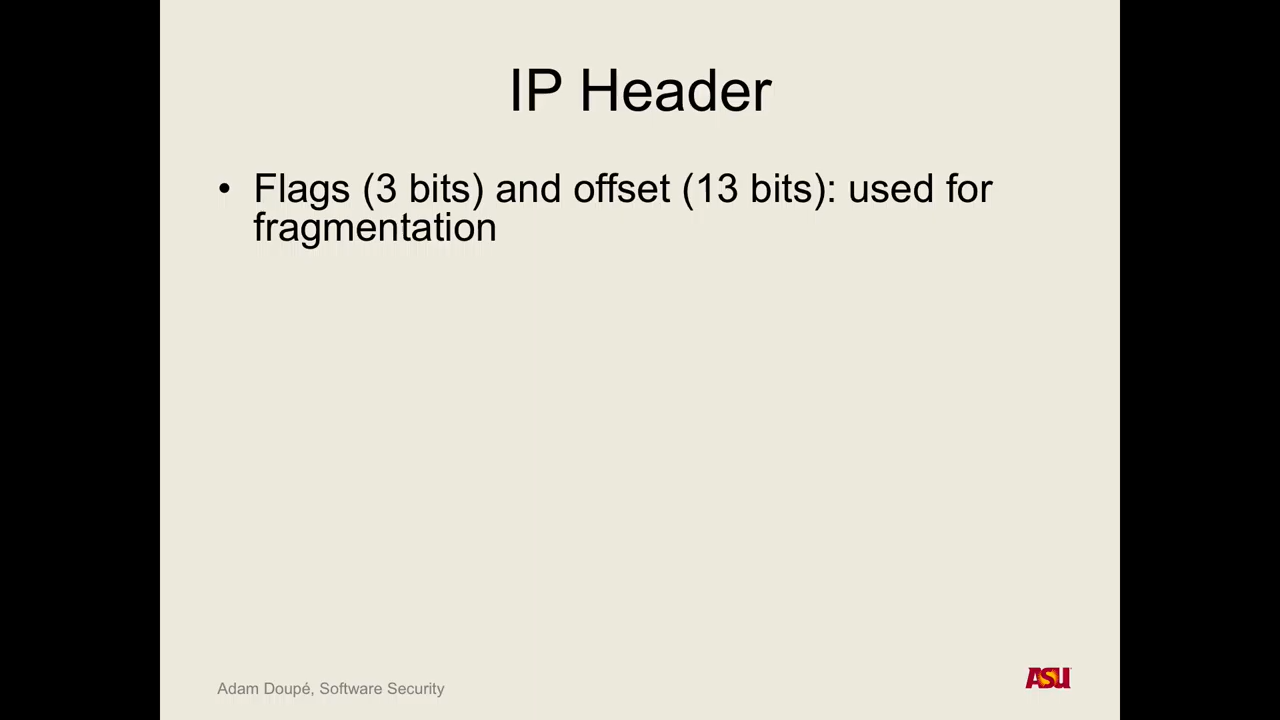 IP Header
• Flags (3 bits) and offset (13 bits): used for
fragmentation
Adam Doupé, Software Security
ASU